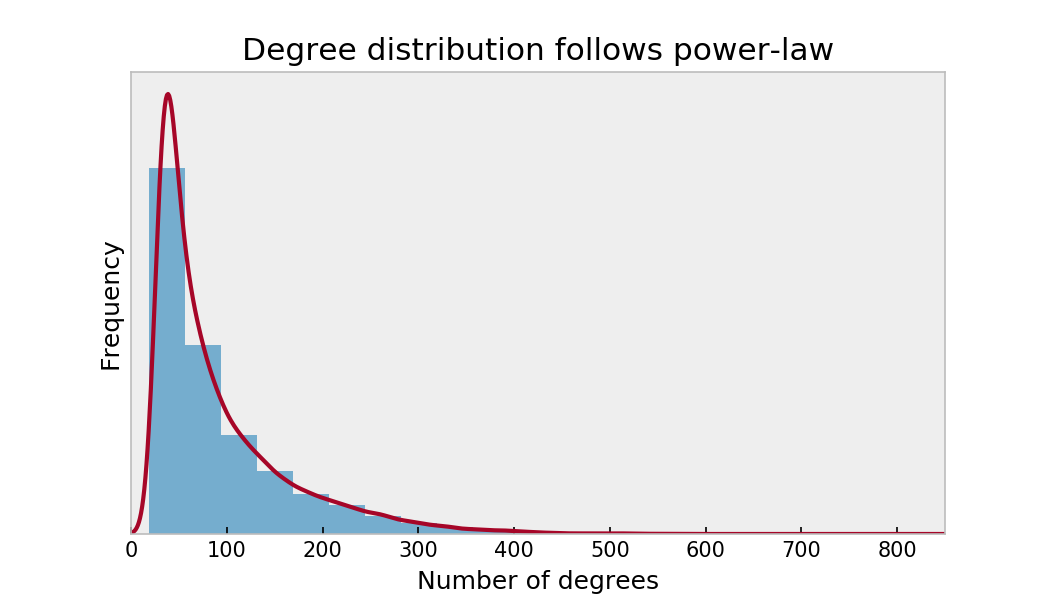 Degree distribution follows power-law
Frequency
0 100 200 300 400 500 600 700 800
Number of degrees